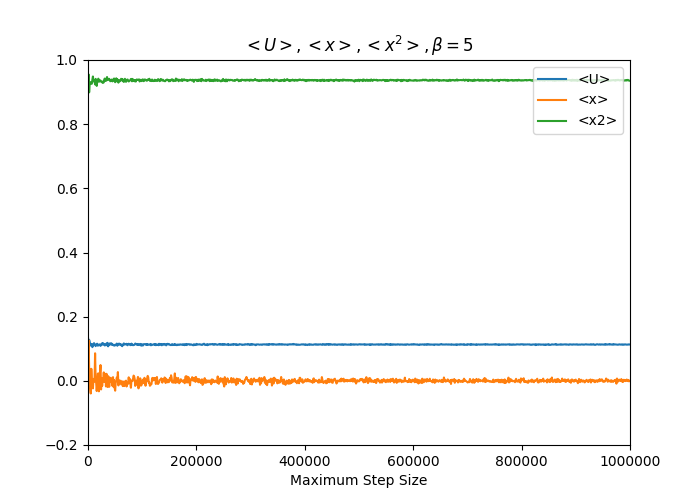 < U > , < x > , < x² > , β = 5
1.0
0.8
0.6
0.4
0.2
0.0
−0.2
<U>
<x>
<x2>
0 200000 400000 600000 800000 1000000
Maximum Step Size